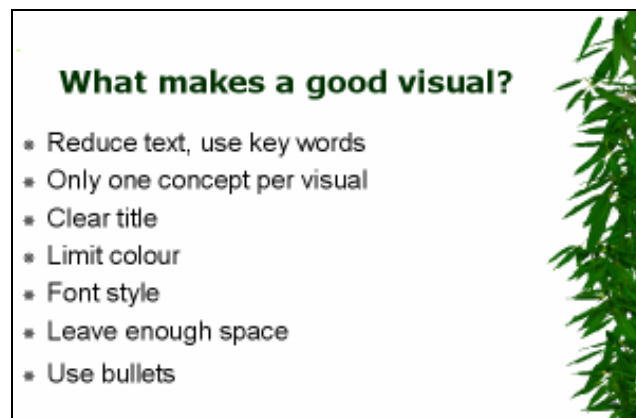 What makes a good visual?
Reduce text, use key words
Only one concept per visual
Clear title
Limit colour
Font style
Leave enough space
Use bullets